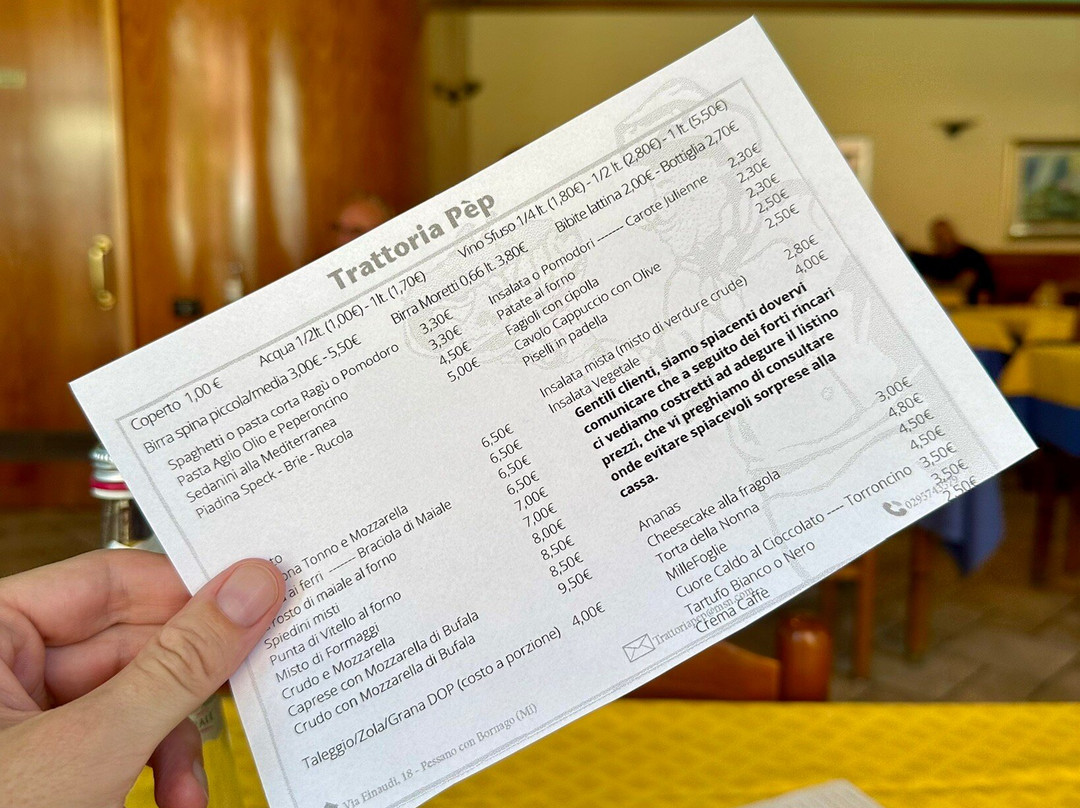 Trattoria Pèp
Coperto 1,00 € Acqua 1/2lt (1,00€) - 1lt. (1,70€) Vino Sfuso 1/4 lt. (1,80€) - 1/2 lt. (2,80€) - 1 lt. (5,50€)
Birra spina piccola/media 3,00€ - 5,50€ Birra Moretti 0,66 lt. 3,80€ Bibite lattina 2,00€ - Bottiglia 2,70€
Spaghetti o pasta corta Ragù o Pomodoro 3,30€
Pasta Aglio Olio e Peperoncino 3,30€
Sedanini alla Mediterranea 4,50€
Piadina Speck - Brie - Rucola 5,00€
6,50€
Tonno e Mozzarella 6,50€
ai ferri ------ Braciola di Maiale 6,50€
di maiale al forno 6,50€
Spiedini misti 7,00€
Punta di Vitello al forno 7,00€
Misto di Formaggi 8,00€
Crudo e Mozzarella 8,50€
Caprese con Mozzarella di Bufala 8,50€
Crudo con Mozzarella di Bufala 9,50€
Taleggio/Zola/Grana DOP (costo a porzione) 4,00€
Insalata o Pomodori ------ Carote julienne 2,30€
Patate al forno 2,30€
Fagioli con cipolla 2,30€
Cavolo Cappuccio con Olive 2,50€
Piselli in padella 2,50€
Insalata mista (misto di verdure crude) 2,80€
Insalata Vegetale 4,00€
Gentili clienti, siamo spiacenti dovervi
comunicare che a seguito dei forti rincari
ci vediamo costretti ad adegure il listino
prezzi, che vi preghiamo di consultare
onde evitare spiacevoli sorprese alla
cassa.
Ananas 3,00€
Cheesecake alla fragola 4,80€
Torta della Nonna 4,50€
MilleFoglie 4,50€
Cuore Caldo al Cioccolato ---- Torroncino 3,50€
Tartufo Bianco o Nero 3,50€
Crema Caffè 2,50€
Via Einaudi, 18 - Pessano con Bornago (MI)
Trattoriapep@msn.com